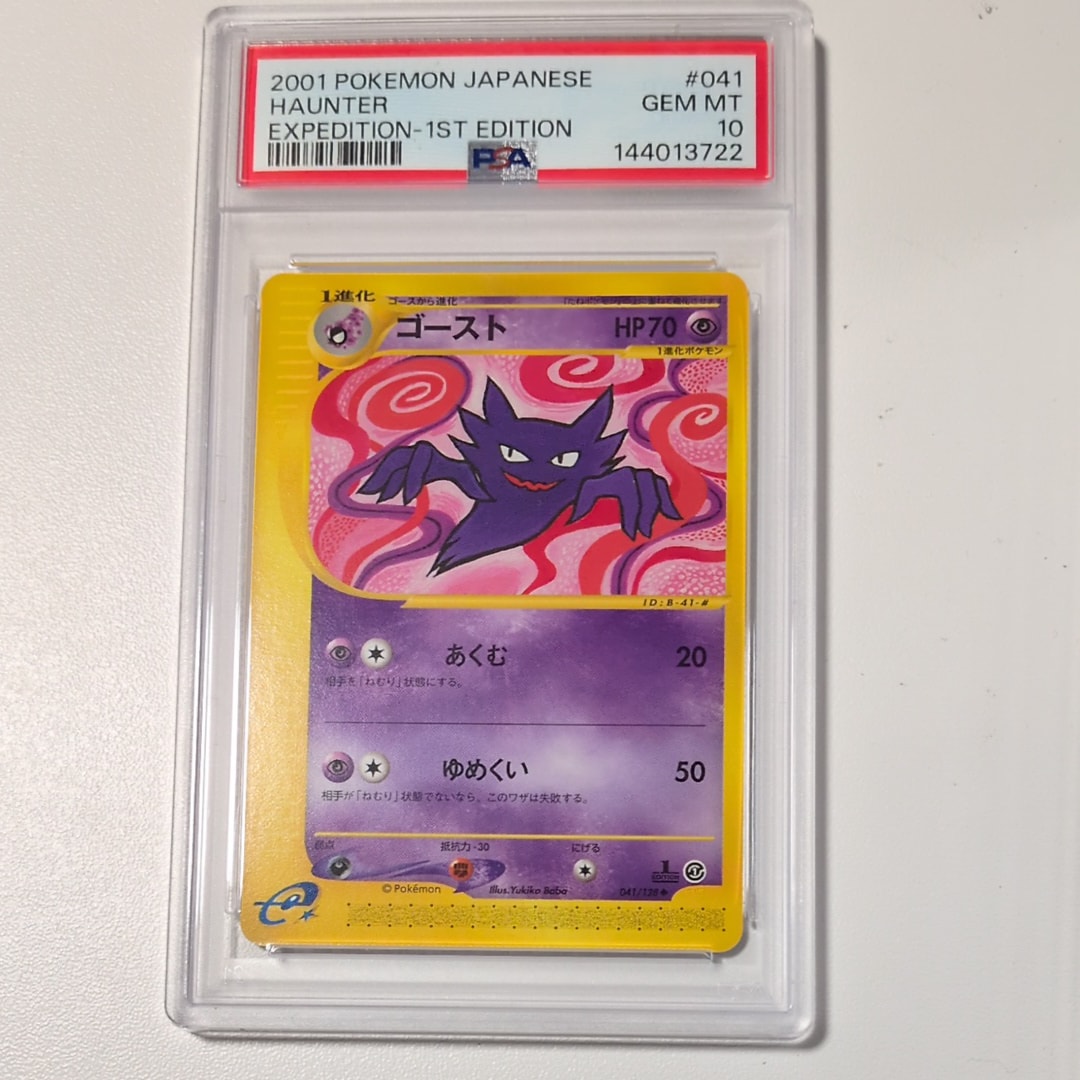 2001 POKEMON JAPANESE #041
HAUNTER GEM MT
EXPEDITION-1ST EDITION 10
PSA 144013722
1進化 ゴースから進化
ゴースト HP70
1進化ポケモン
ID:B-41-#
あくむ 20
相手を「ねむり」状態にする。
ゆめくい 50
相手が「ねむり」状態でないなら、このワザは失敗する。
弱点 抵抗力-30 にげる
1 EDITION
©Pokémon Illus.Yukiko Baba 041/128
e